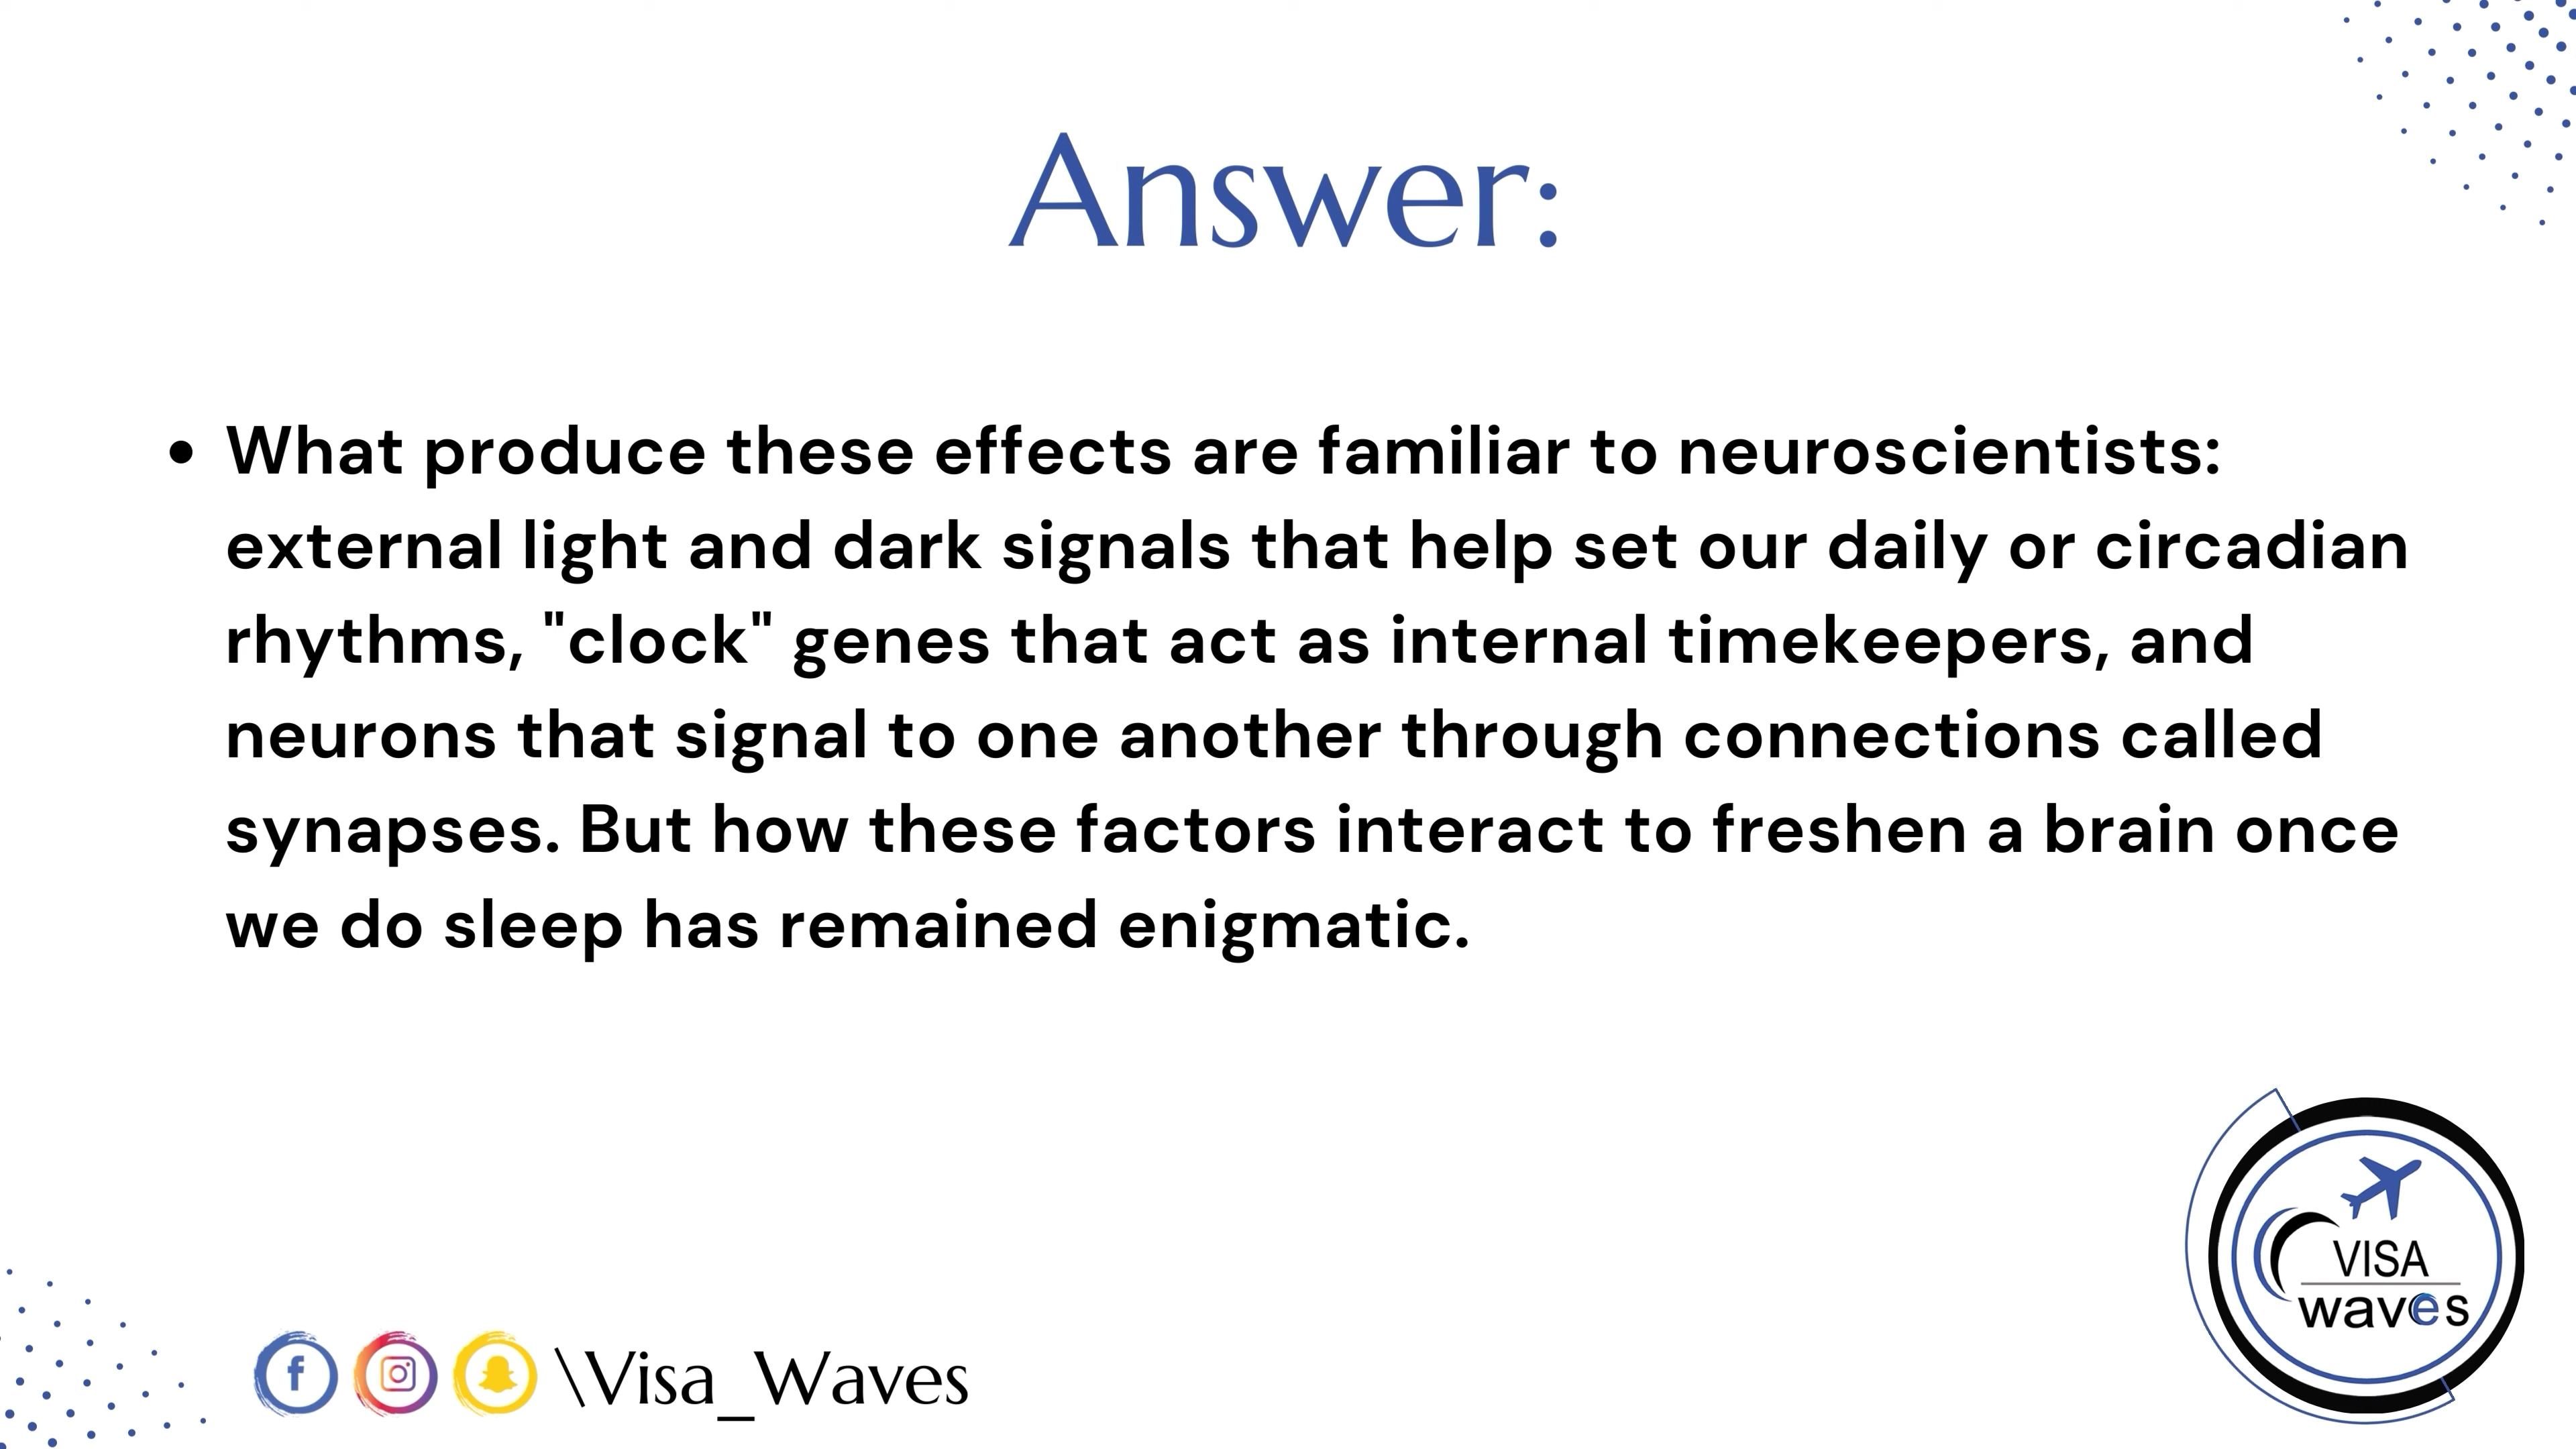 Answer:
• What produce these effects are familiar to neuroscientists:
external light and dark signals that help set our daily or circadian
rhythms, "clock" genes that act as internal timekeepers, and
neurons that signal to one another through connections called
synapses. But how these factors interact to freshen a brain once
we do sleep has remained enigmatic.
VISA
waves
\Visa_Waves